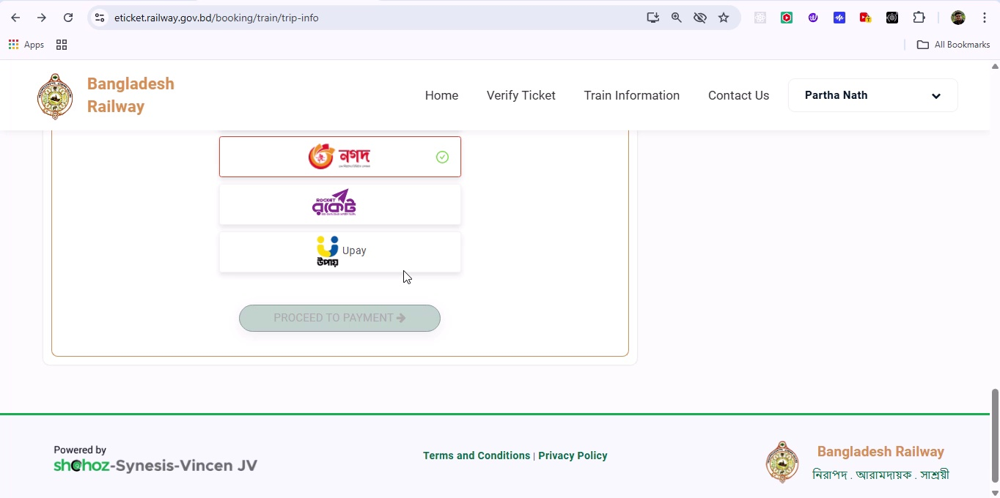 eticket.railway.gov.bd/booking/train/trip-info
Apps
All Bookmarks
Bangladesh
Railway
Home
Verify Ticket
Train Information
Contact Us
Partha Nath
নগদ
ROCKET
রকেট
উপায়
Upay
PROCEED TO PAYMENT
Powered by
shohoz-Synesis-Vincen JV
Terms and Conditions | Privacy Policy
Bangladesh Railway
নিরাপদ . আরামদায়ক . সাশ্রয়ী